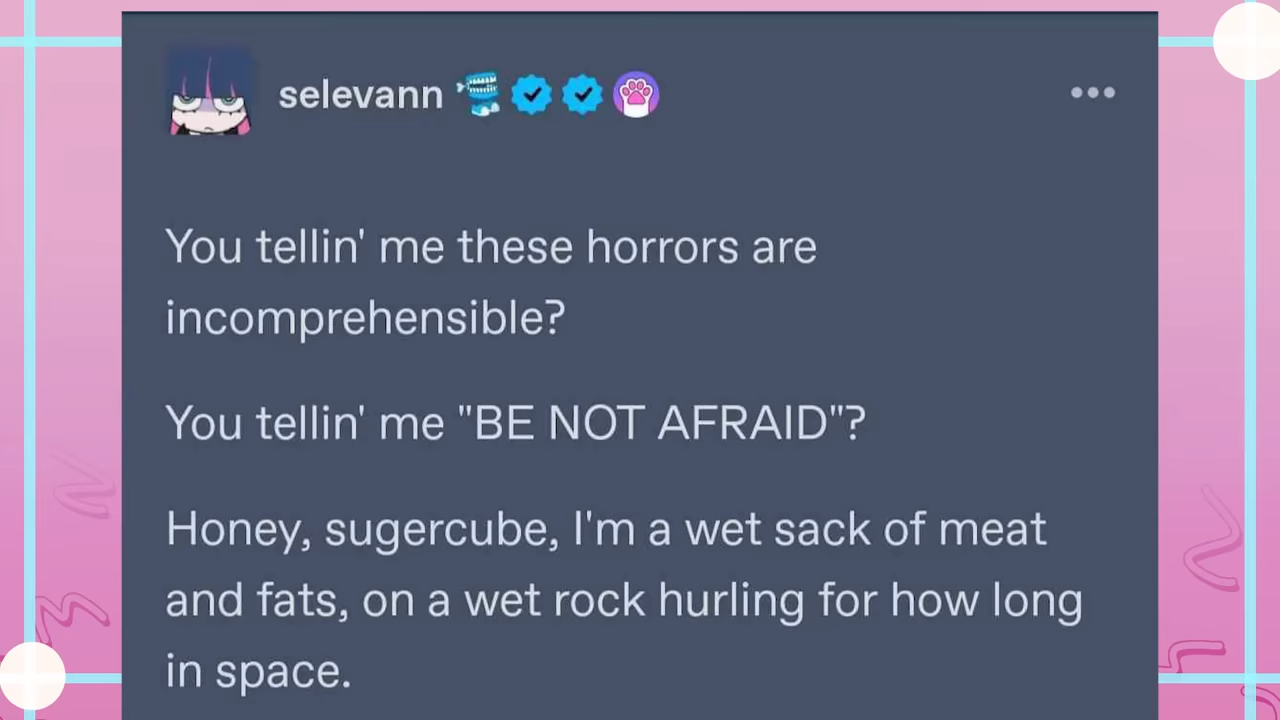 selevann
You tellin' me these horrors are
incomprehensible?
You tellin' me "BE NOT AFRAID"?
Honey, sugercube, I'm a wet sack of meat
and fats, on a wet rock hurling for how long
in space.